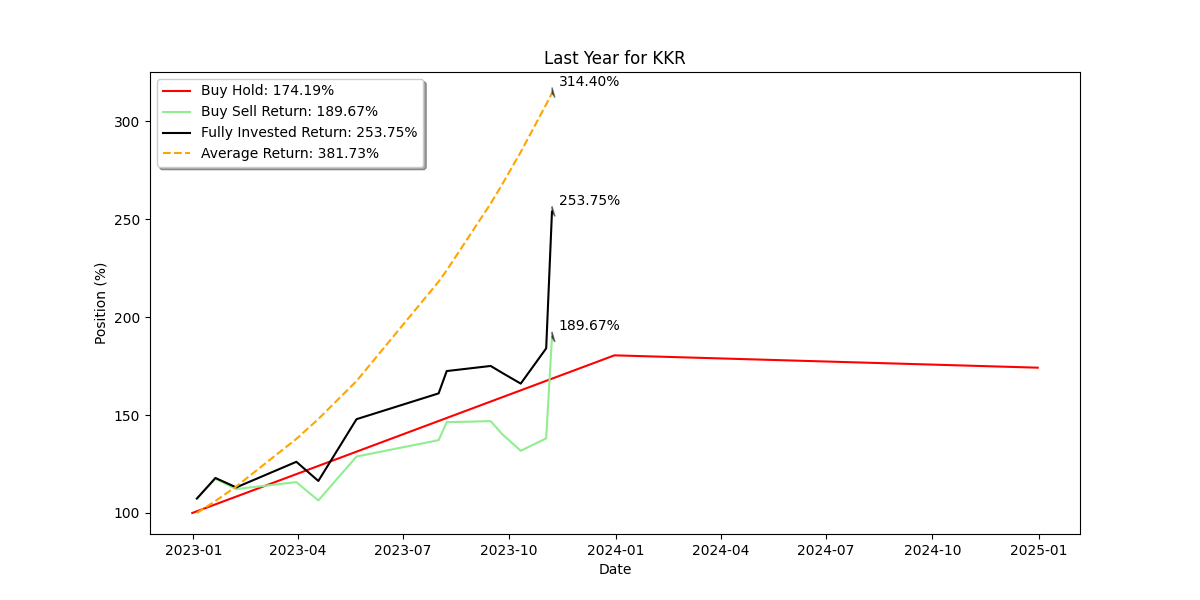 Last Year for KKR
314.40%
Buy Hold: 174.19%
Buy Sell Return: 189.67%
Fully Invested Return: 253.75%
Average Return: 381.73%
300
253.75%
250
189.67%
200
150
100
Position (%)
2023-01 2023-04 2023-07 2023-10 2024-01 2024-04 2024-07 2024-10 2025-01
Date